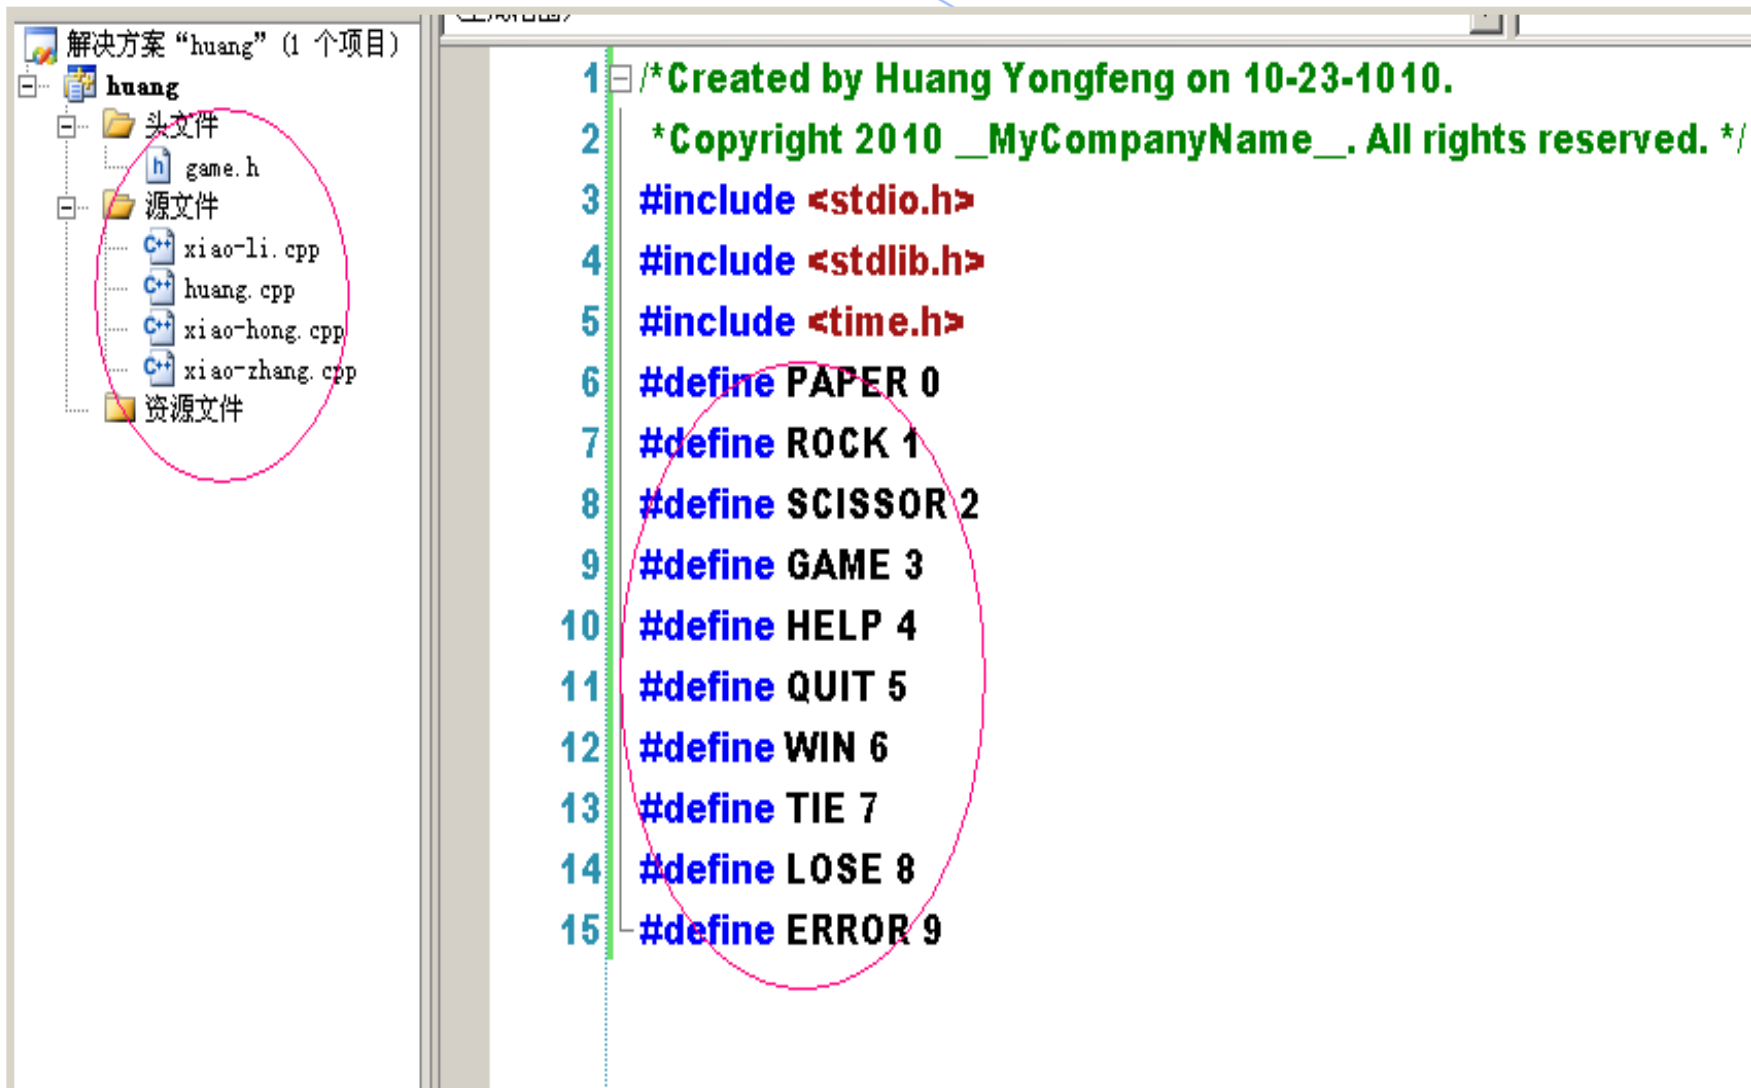 解决方案 “huang” (1 个项目)
huang
头文件
game.h
源文件
xiao-li.cpp
huang.cpp
xiao-hong.cpp
xiao-zhang.cpp
资源文件
1 /*Created by Huang Yongfeng on 10-23-1010.
2 *Copyright 2010 __MyCompanyName__. All rights reserved. */
3 #include <stdio.h>
4 #include <stdlib.h>
5 #include <time.h>
6 #define PAPER 0
7 #define ROCK 1
8 #define SCISSOR 2
9 #define GAME 3
10 #define HELP 4
11 #define QUIT 5
12 #define WIN 6
13 #define TIE 7
14 #define LOSE 8
15 #define ERROR 9